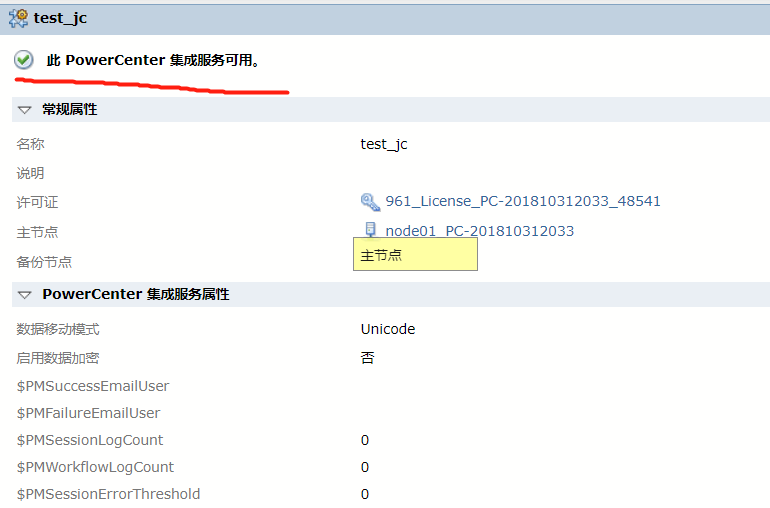 test_jc
此 PowerCenter 集成服务可用。
常规属性
名称 test_jc
说明
许可证 961_License_PC-201810312033_48541
主节点 node01_PC-201810312033
主节点
备份节点
PowerCenter 集成服务属性
数据移动模式 Unicode
启用数据加密 否
$PMSuccessEmailUser
$PMFailureEmailUser
$PMSessionLogCount 0
$PMWorkflowLogCount 0
$PMSessionErrorThreshold 0